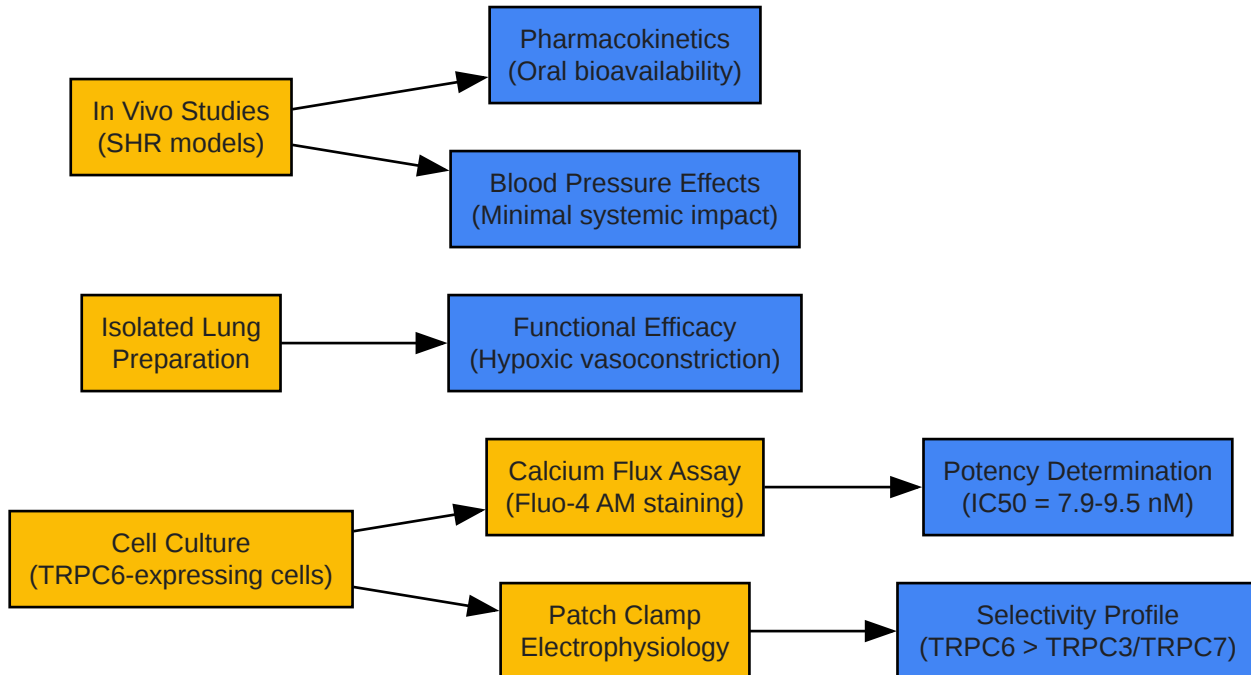 Pharmacokinetics
(Oral bioavailability)
In Vivo Studies
(SHR models)
Blood Pressure Effects
(Minimal systemic impact)
Isolated Lung
Preparation
Functional Efficacy
(Hypoxic vasoconstriction)
Calcium Flux Assay
(Fluo-4 AM staining)
Potency Determination
(IC50 = 7.9-9.5 nM)
Cell Culture
(TRPC6-expressing cells)
Patch Clamp
Electrophysiology
Selectivity Profile
(TRPC6 > TRPC3/TRPC7)